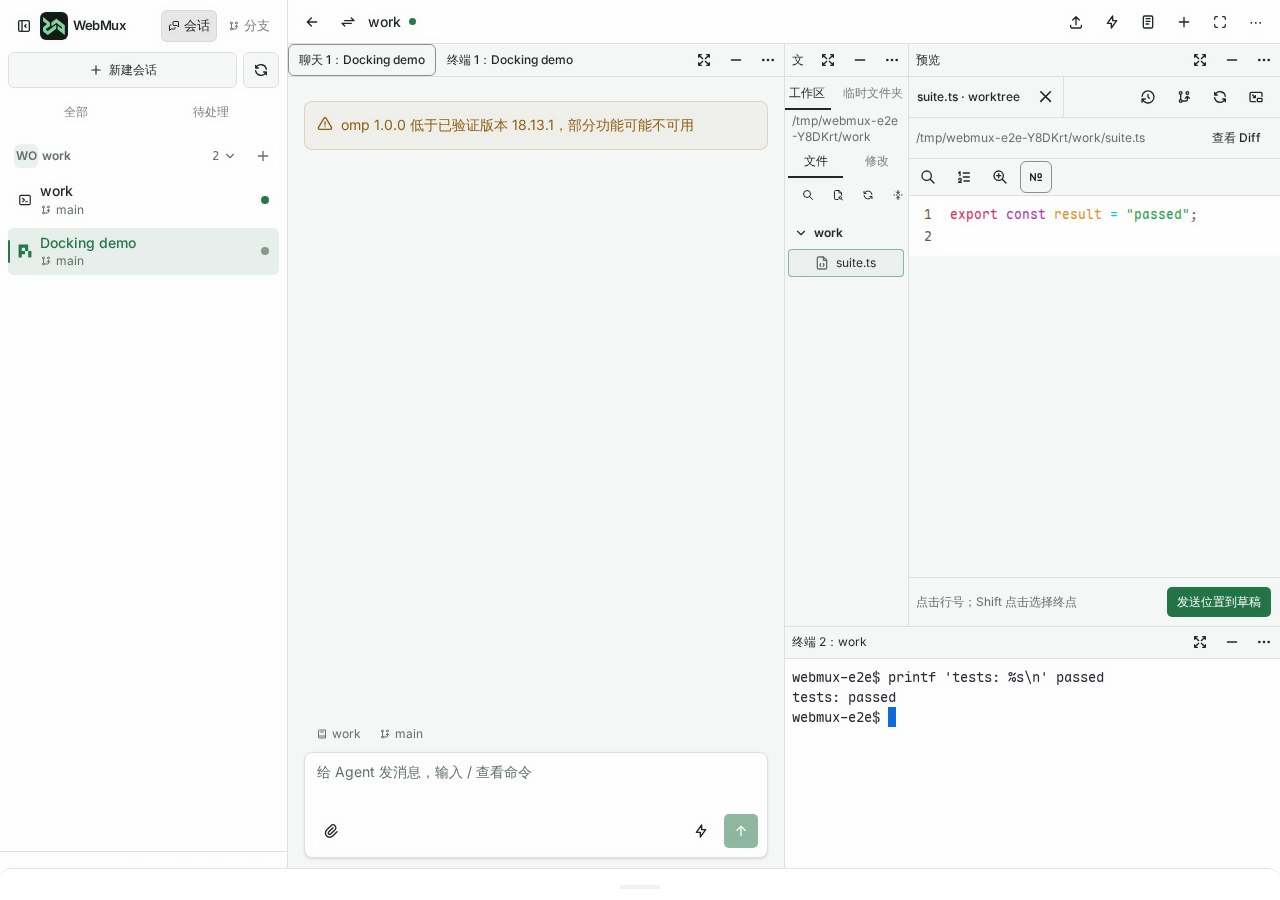 WebMux
会话
分支
新建会话
全部
待处理
WO work
2
work
main
Docking demo
main
work
聊天 1：Docking demo
终端 1：Docking demo
omp 1.0.0 低于已验证版本 18.13.1，部分功能可能不可用
work
main
给 Agent 发消息，输入 / 查看命令
文
工作区
临时文件夹
/tmp/webmux-e2e
-Y8DKrt/work
文件
修改
work
suite.ts
预览
suite.ts · worktree
/tmp/webmux-e2e-Y8DKrt/work/suite.ts
查看 Diff
Nº
1 export const result = "passed";
2
点击行号；Shift 点击选择终点
发送位置到草稿
终端 2：work
webmux-e2e$ printf 'tests: %s\n' passed
tests: passed
webmux-e2e$